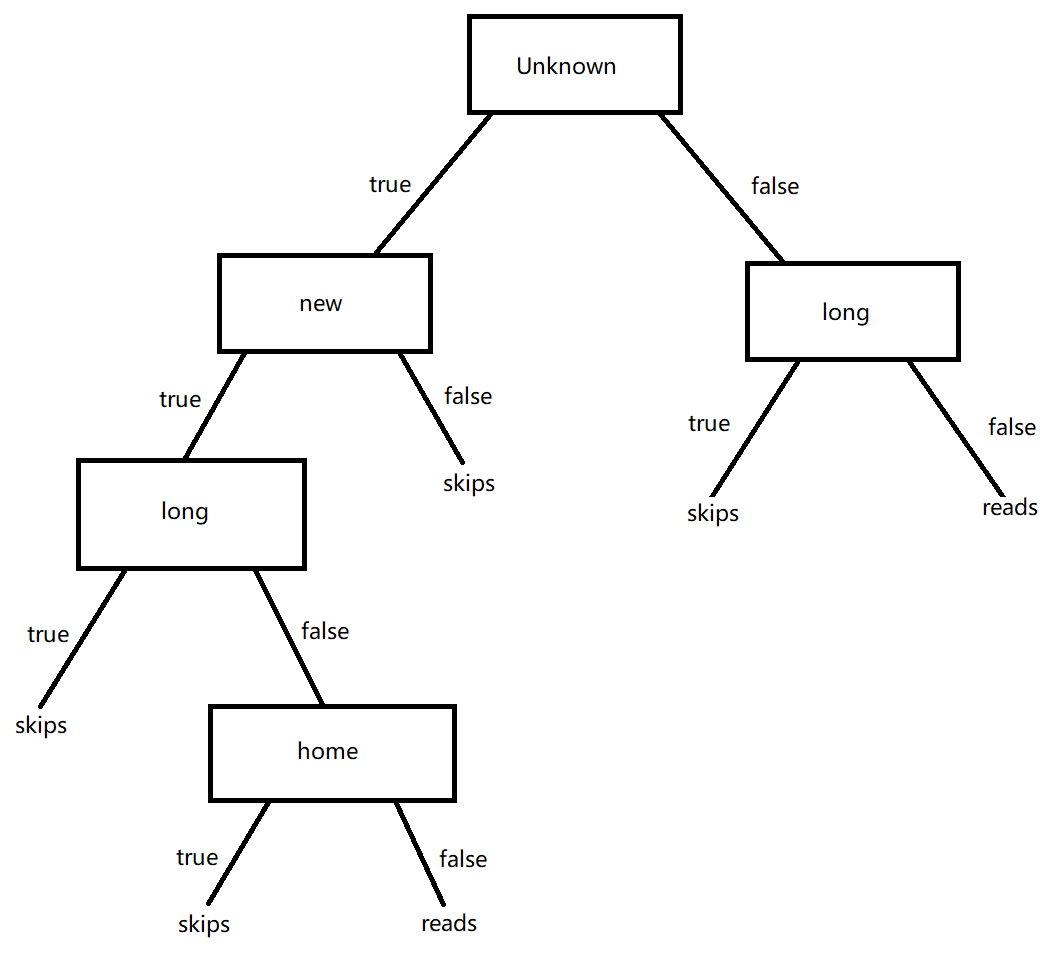 Unknown
true
false
new
long
true
false
true
false
skips
long
skips
reads
true
false
skips
home
true
false
skips
reads